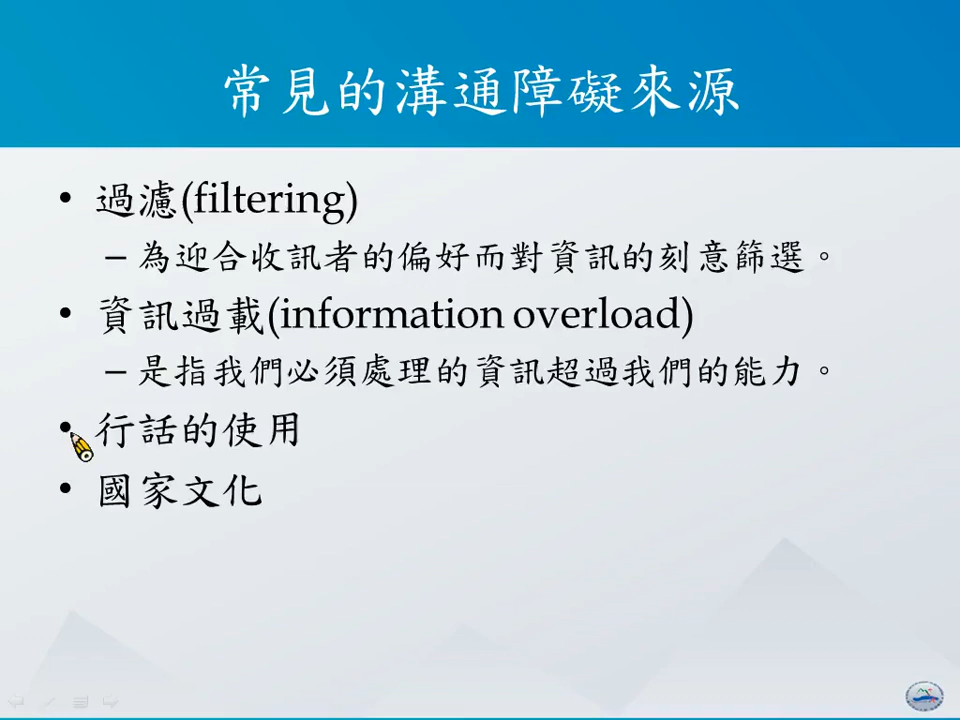 常見的溝通障礙來源
• 過濾(filtering)
– 為迎合收訊者的偏好而對資訊的刻意篩選。
• 資訊過載(information overload)
– 是指我們必須處理的資訊超過我們的能力。
• 行話的使用
• 國家文化